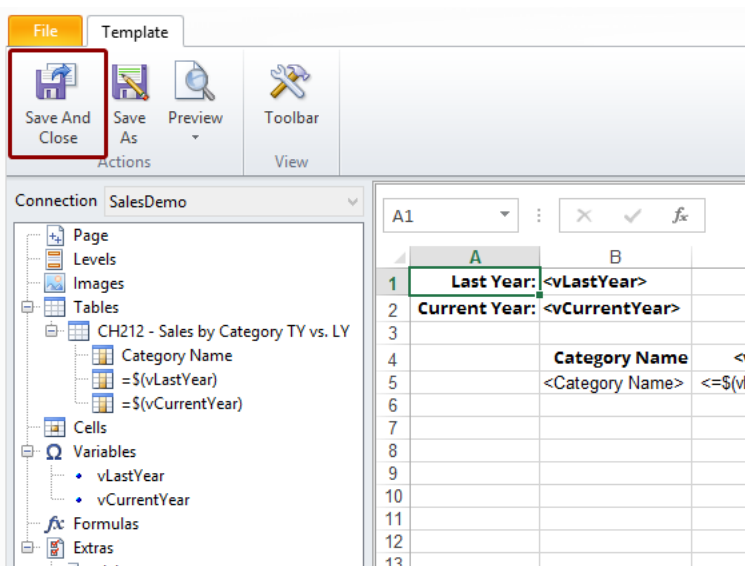 File Template
Save And Close
Save As
Preview
Toolbar
Actions
View
Connection SalesDemo
Page
Levels
Images
Tables
CH212 - Sales by Category TY vs. LY
Category Name
=$(vLastYear)
=$(vCurrentYear)
Cells
Variables
vLastYear
vCurrentYear
Formulas
Extras
A1 fx
A B
1 Last Year: <vLastYear>
2 Current Year: <vCurrentYear>
3
4 Category Name
5 <Category Name> <=$(v
6
7
8
9
10
11
12
13